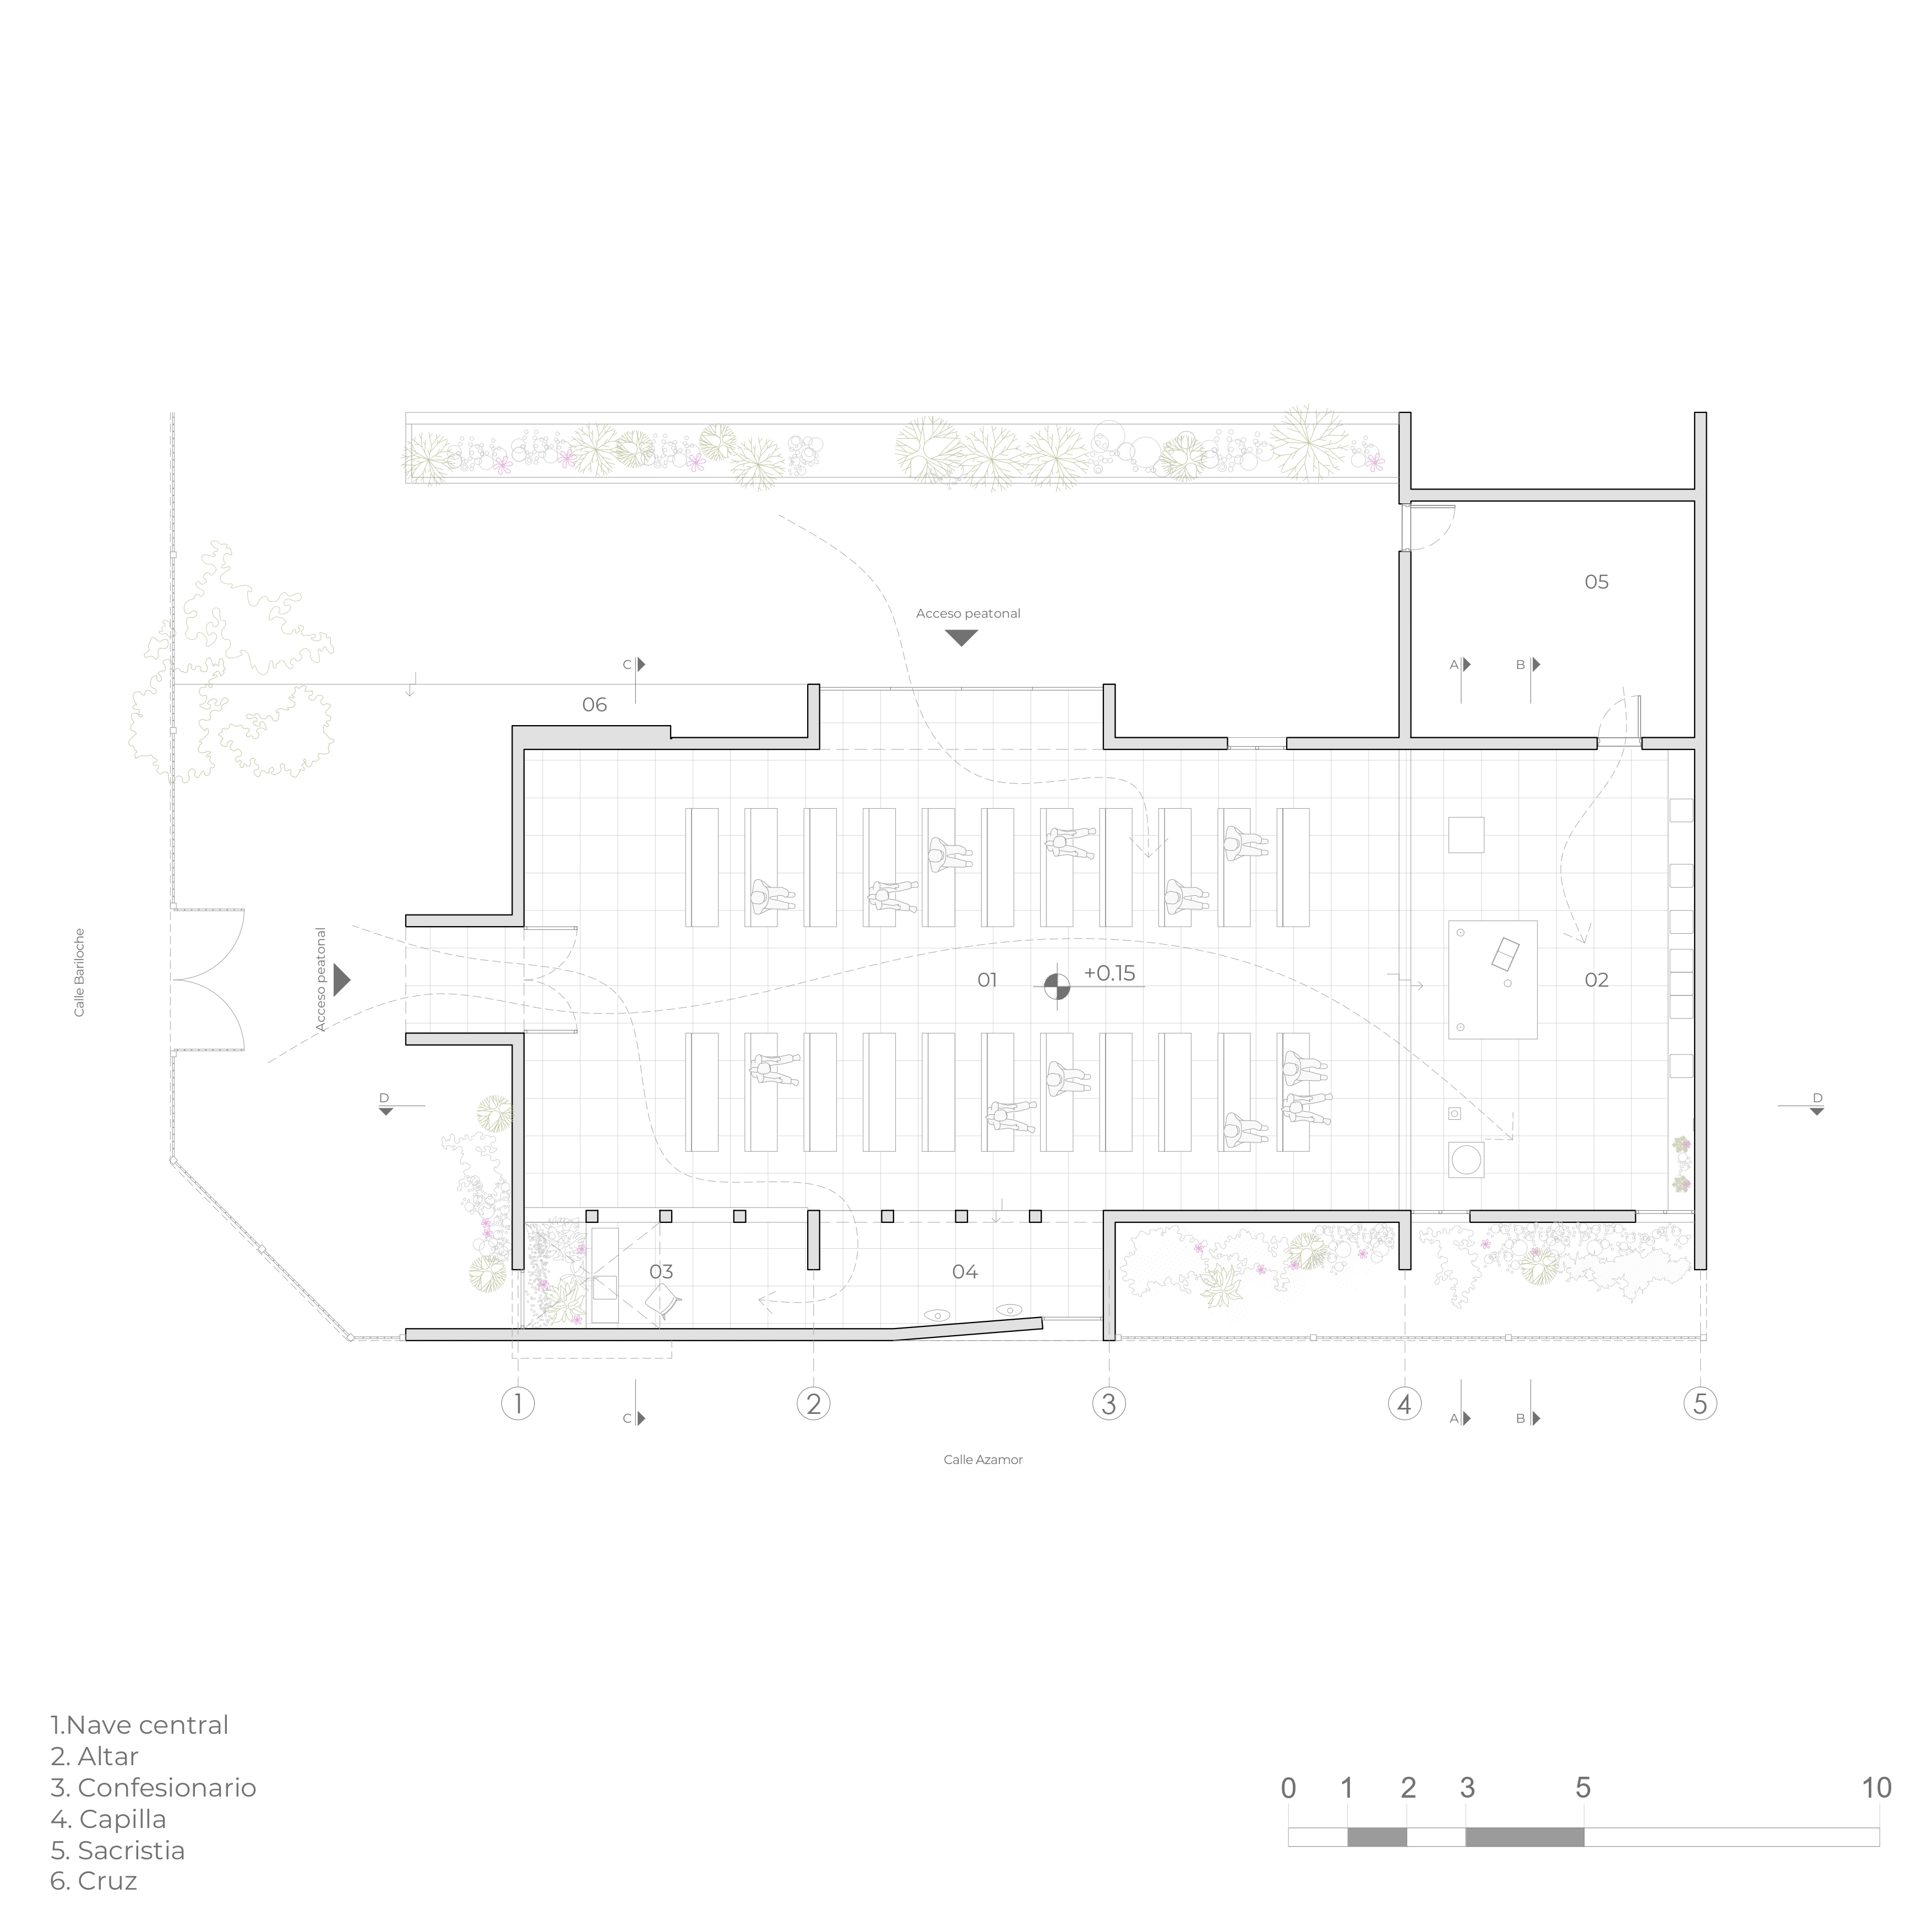 Acceso peatonal
05
C
A
B
06
Calle Bariloche
Acceso peatonal
01
+0.15
02
D
D
03
04
1
2
3
4
5
C
A
B
Calle Azamor
1.Nave central
2. Altar
3. Confesionario
4. Capilla
5. Sacristia
6. Cruz
0 1 2 3 5 10